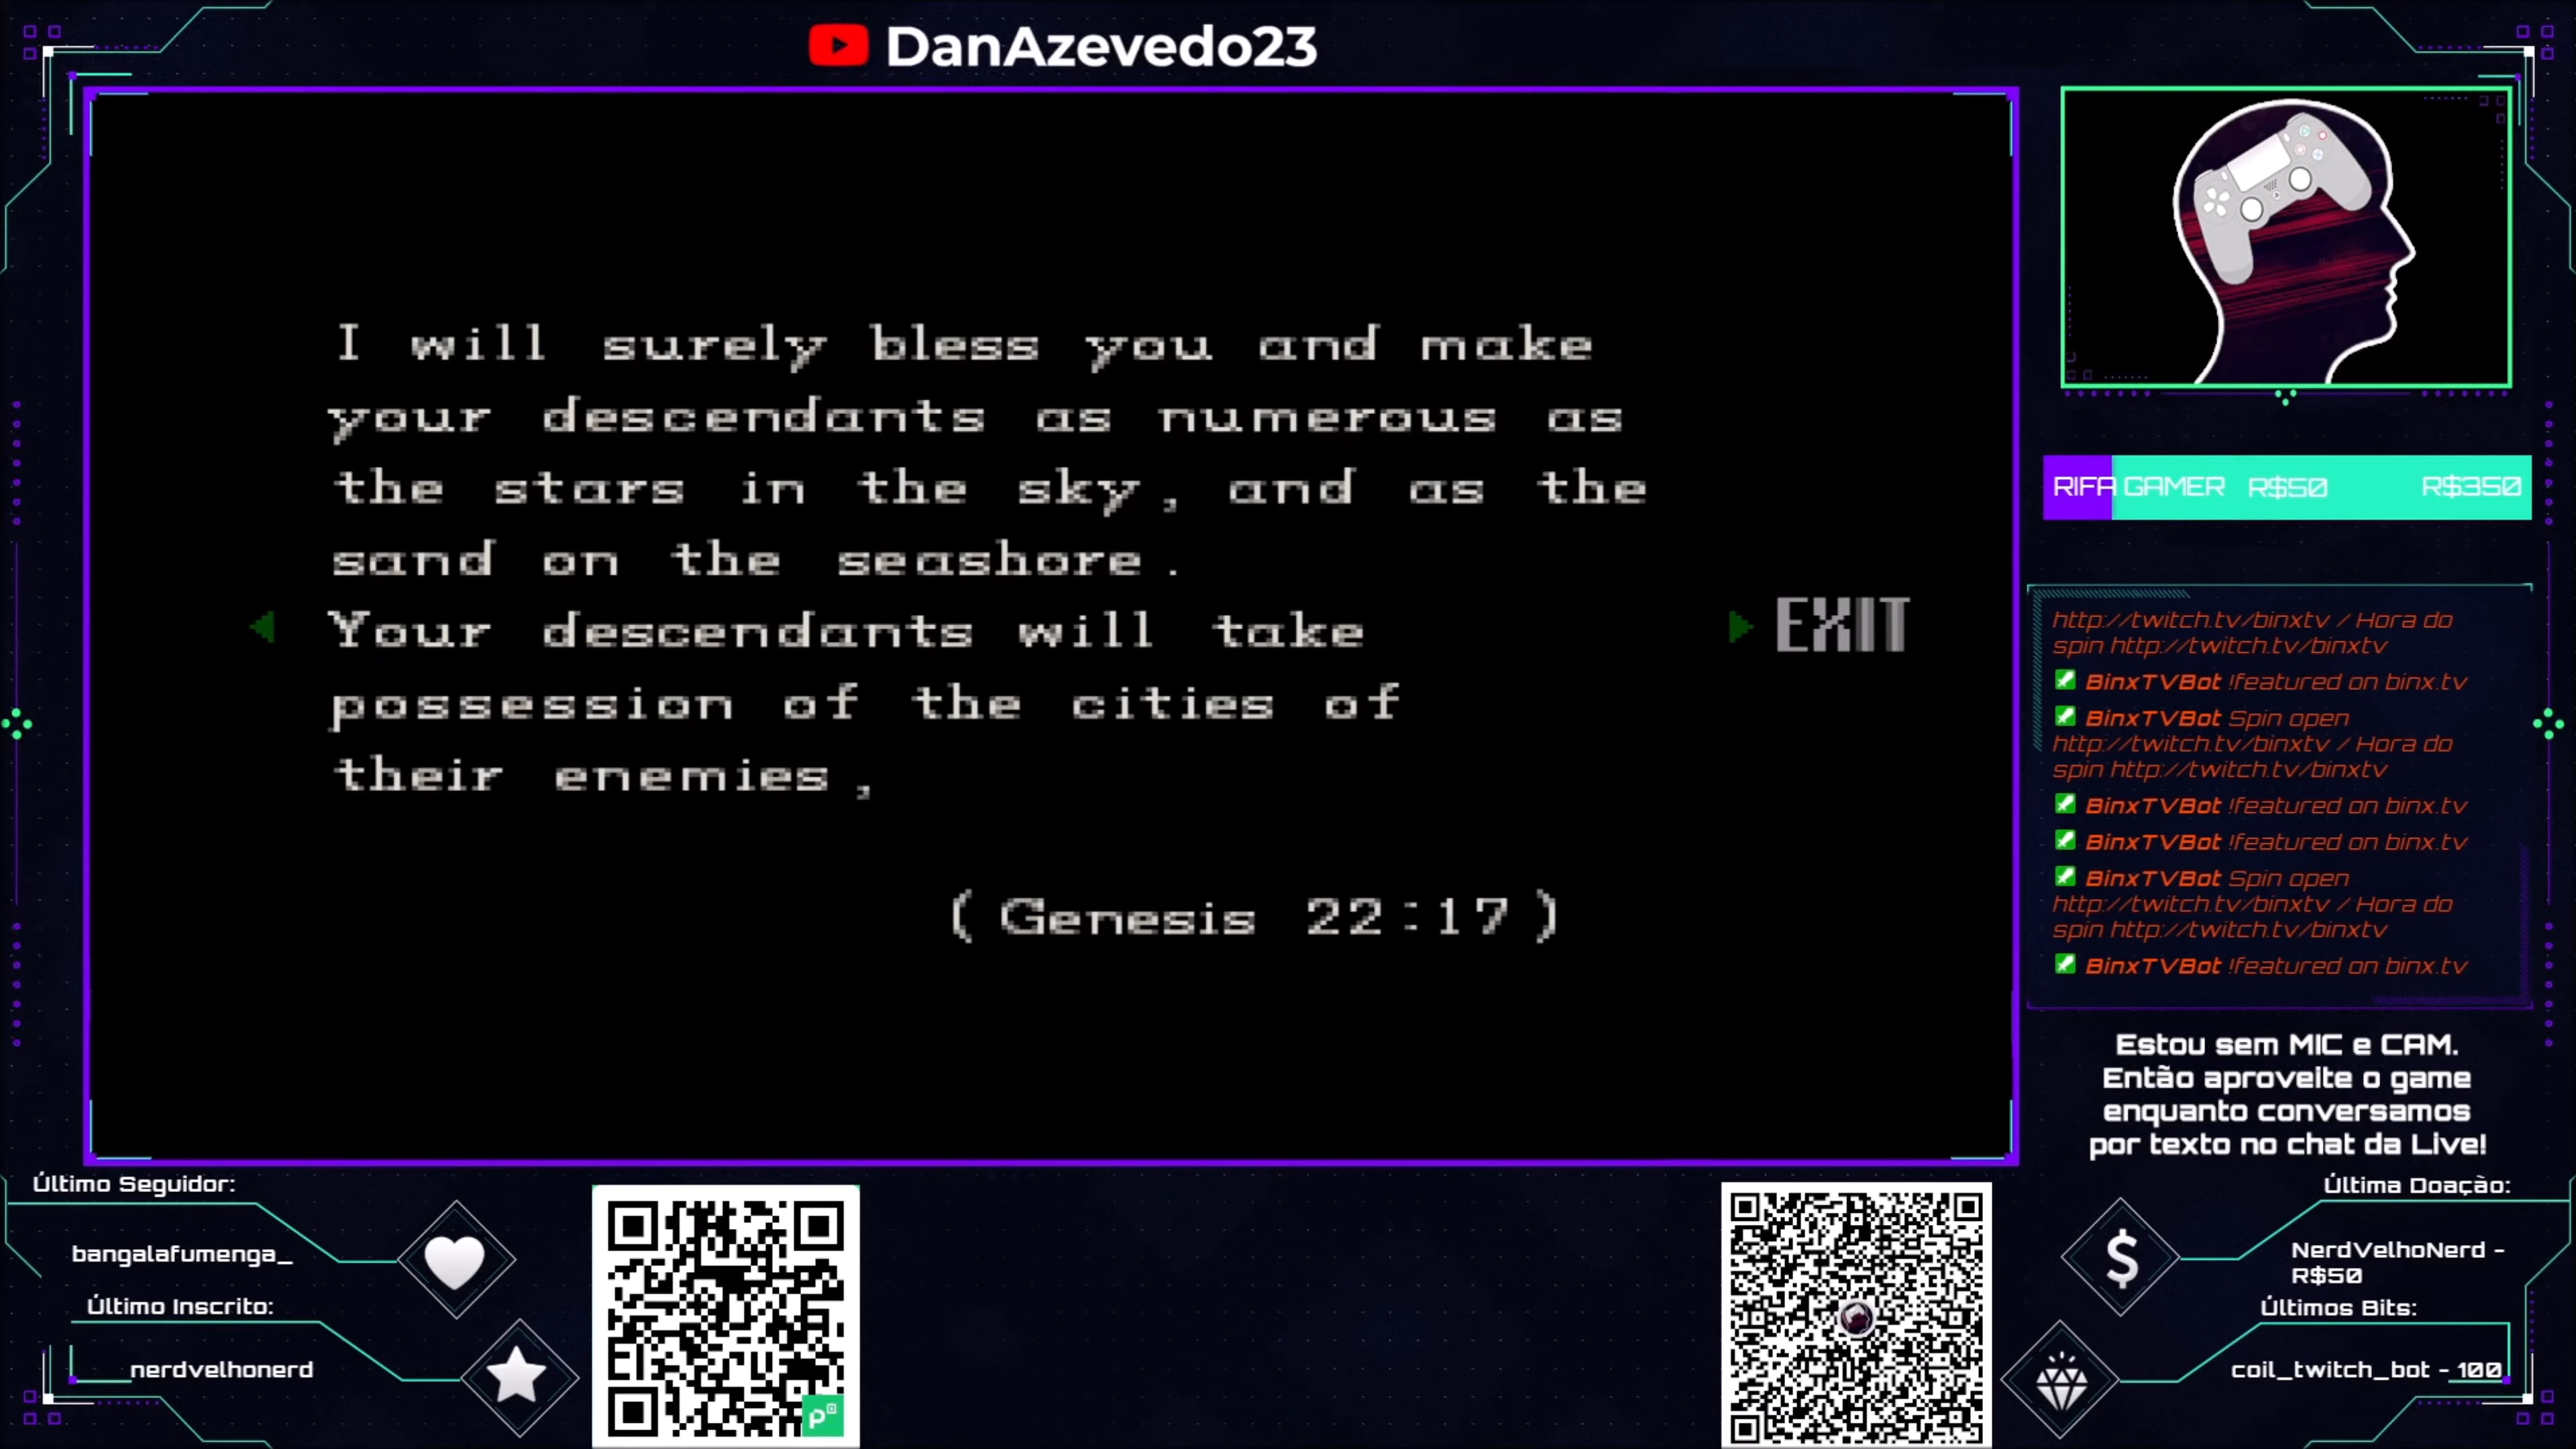 DanAzevedo23
I will surely bless you and make
your descendants as numerous as
the stars in the sky, and as the
sand on the seashore.
Your descendants will take
possession of the cities of
their enemies,
(Genesis 22:17)
EXIT
RIFA GAMER R$50 R$350
http://twitch.tv/binxtv / Hora do
spin http://twitch.tv/binxtv
BinxTVBot !featured on binx.tv
BinxTVBot Spin open
http://twitch.tv/binxtv / Hora do
spin http://twitch.tv/binxtv
BinxTVBot !featured on binx.tv
BinxTVBot !featured on binx.tv
BinxTVBot Spin open
http://twitch.tv/binxtv / Hora do
spin http://twitch.tv/binxtv
BinxTVBot !featured on binx.tv
Estou sem MIC e CAM.
Então aproveite o game
enquanto conversamos
por texto no chat da Live!
Último Seguidor:
bangalafumenga_
Último Inscrito:
nerdvelhonerd
Última Doação:
NerdVelhoNerd -
R$50
Últimos Bits:
coil_twitch_bot - 100